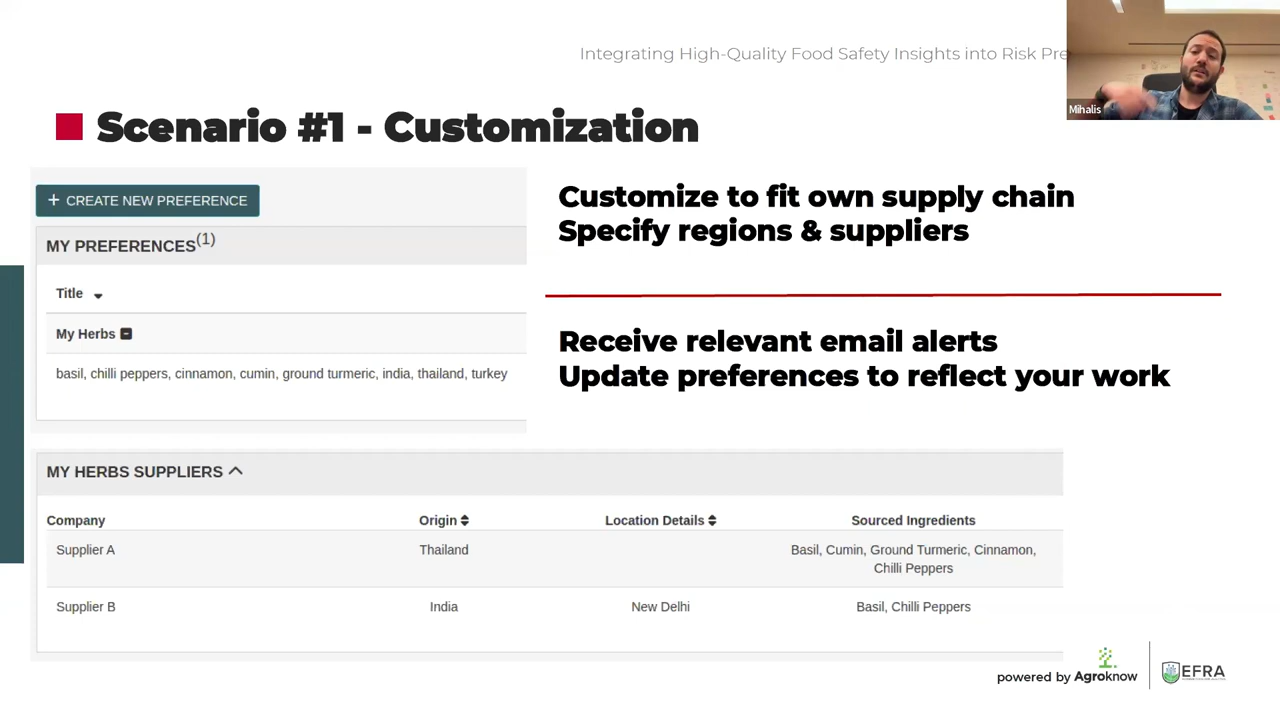 Integrating High-Quality Food Safety Insights into Risk Pre
Mihalis
Scenario #1 - Customization
+ CREATE NEW PREFERENCE
MY PREFERENCES(1)
Title
My Herbs
basil, chilli peppers, cinnamon, cumin, ground turmeric, india, thailand, turkey
Customize to fit own supply chain
Specify regions & suppliers
Receive relevant email alerts
Update preferences to reflect your work
MY HERBS SUPPLIERS
Company Origin Location Details Sourced Ingredients
Supplier A Thailand Basil, Cumin, Ground Turmeric, Cinnamon,
Chilli Peppers
Supplier B India New Delhi Basil, Chilli Peppers
powered by Agroknow
EFRA